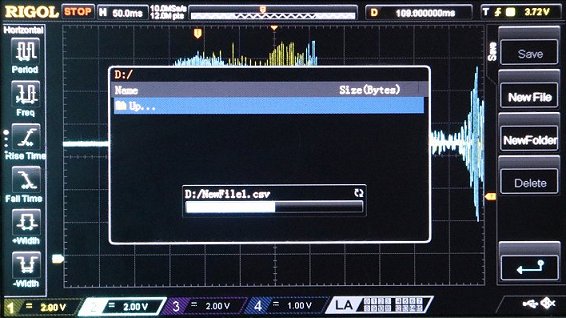 RIGOL STOP H 50.0ms 10.0MSa/s 12.0M pts D 109.000000ms T 3.72 V
Horizontal
Period
Freq
Rise Time
Fall Time
+Width
-Width
D:/
Name Size(Bytes)
Up...
D:/NewFile1.csv
Save
Save
New File
NewFolder
Delete
1 = 2.00 V 2 = 2.00 V 3 = 2.00 V 4 = 1.00 V LA